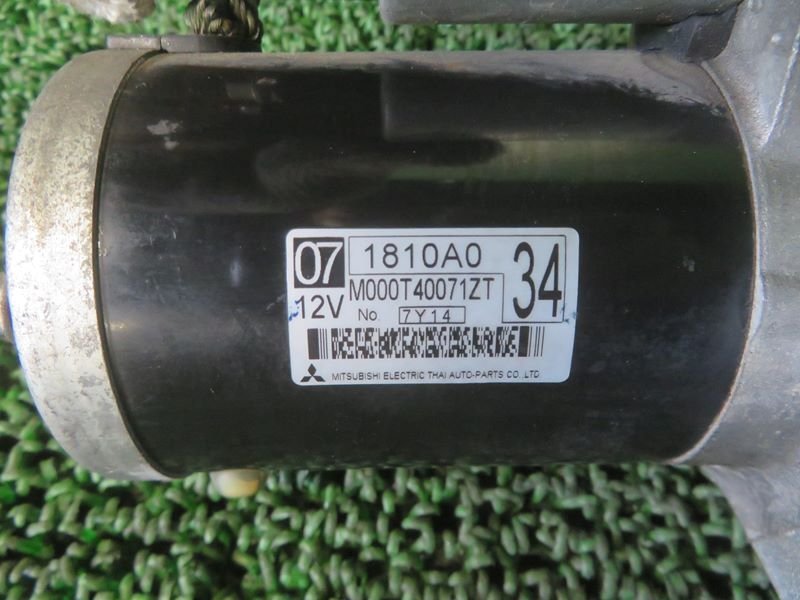 07 1810A0 34
12V M000T40071ZT
No. 7Y14
MITSUBISHI ELECTRIC THAI AUTO-PARTS CO.,LTD.